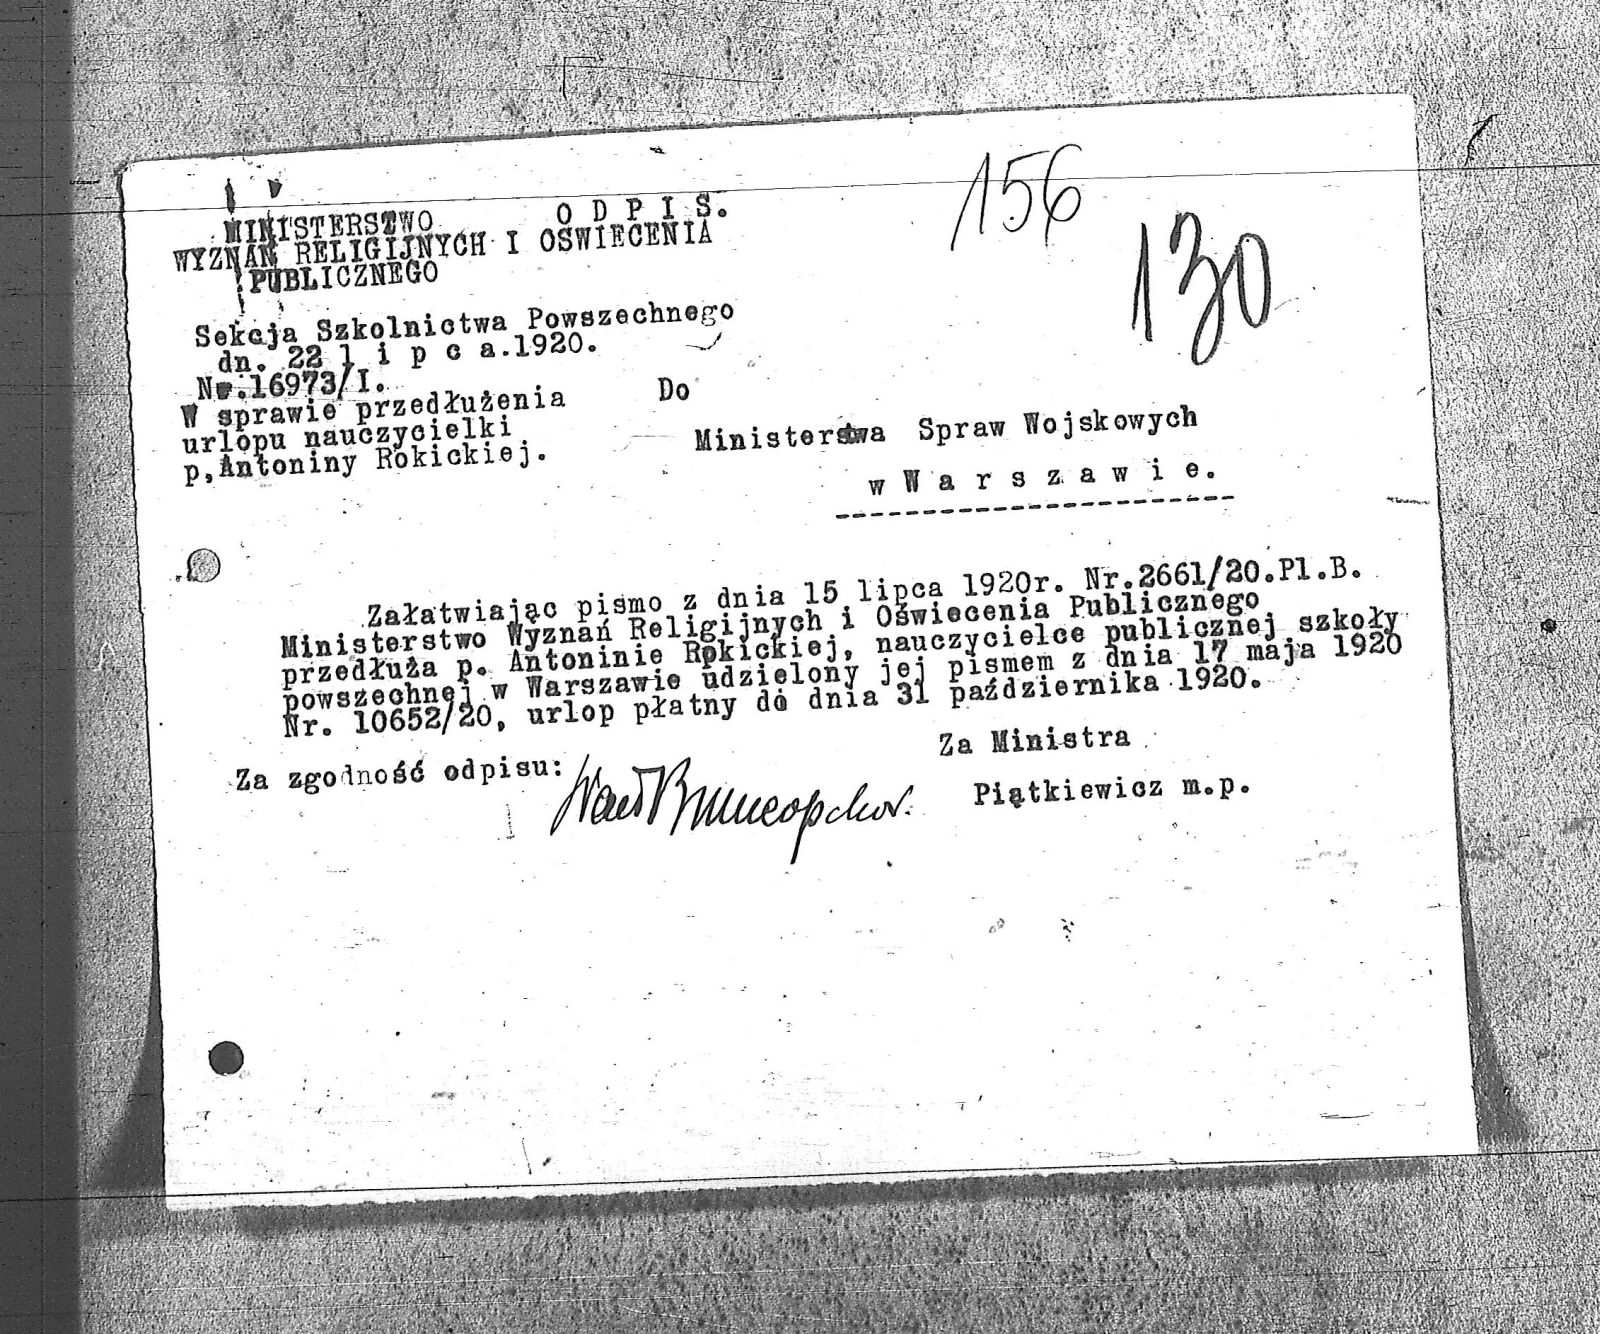 156
130
O D P I S.
MINISTERSTWO
WYZNAŃ RELIGIJNYCH I OŚWIECENIA
PUBLICZNEGO
Sekcja Szkolnictwa Powszechnego
dn. 22 l i p c a.1920.
Nr.16973/I.
W sprawie przedłużenia
urlopu nauczycielki
p,Antoniny Rokickiej.
Do
Ministerstwa Spraw Wojskowych
w W a r s z a w i e.
Załatwiając pismo z dnia 15 lipca 1920r. Nr.2661/20.Pl.B.
Ministerstwo Wyznań Religijnych i Oświecenia Publicznego
przedłuża p. Antoninie Rokickiej, nauczycielce publicznej szkoły
powszechnej w Warszawie udzielony jej pismem z dnia 17 maja 1920
Nr. 10652/20, urlop płatny do dnia 31 października 1920.
Za Ministra
Za zgodność odpisu:
Piątkiewicz m.p.